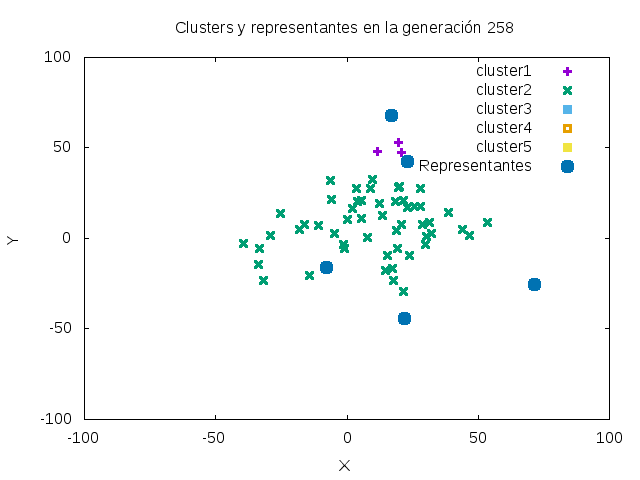 Clusters y representantes en la generación 258
100
50
0
-50
-100
-100
-50
0
50
100
Y
X
cluster1
cluster2
cluster3
cluster4
cluster5
Representantes